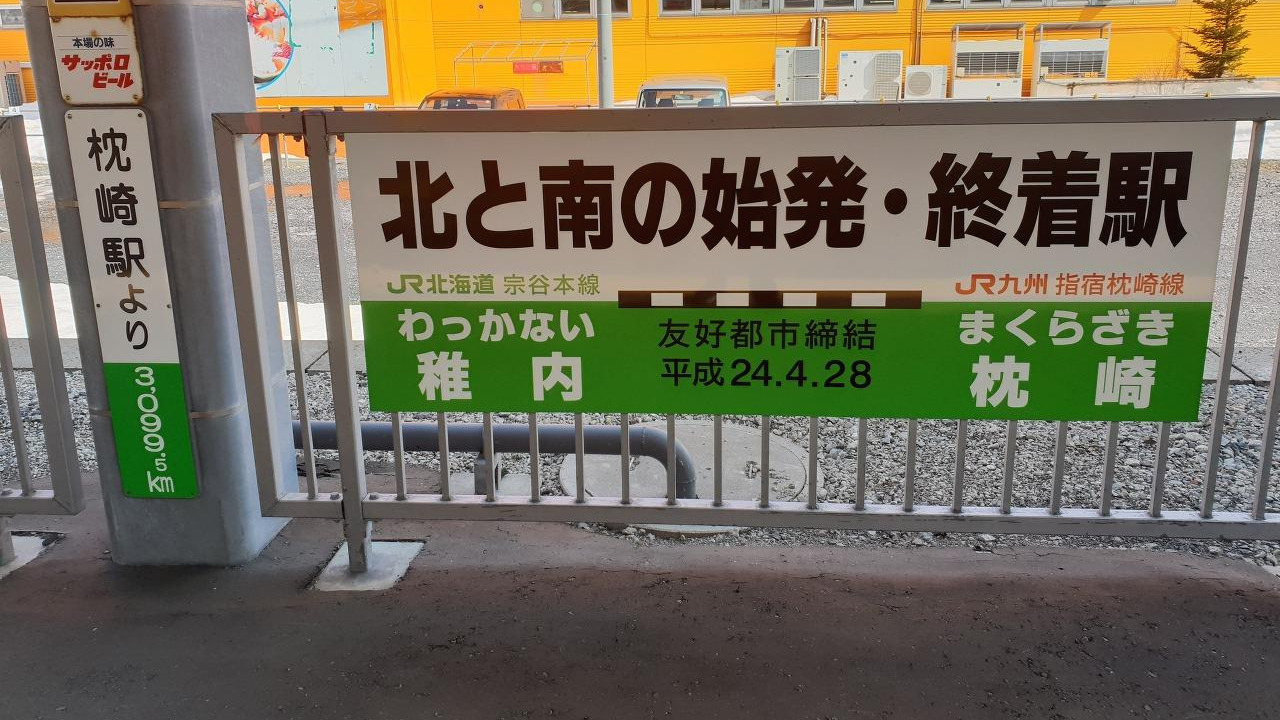 本場の味
サッポロ
ビール
枕崎駅より
3.099.5km
北と南の始発・終着駅
JR北海道 宗谷本線
JR九州 指宿枕崎線
わっかない
稚内
友好都市締結
平成24.4.28
まくらざき
枕崎